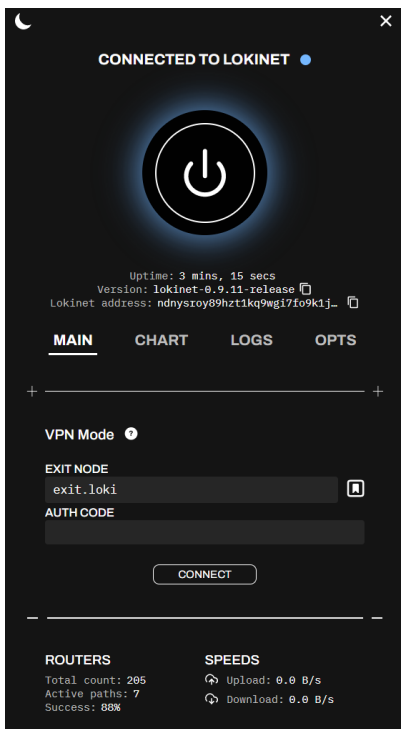 CONNECTED TO LOKINET
Uptime: 3 mins, 15 secs
Version: lokinet-0.9.11-release
Lokinet address: ndnysroy89hzt1kq9wgi7fo9k1j…
MAIN CHART LOGS OPTS
VPN Mode ?
EXIT NODE
exit.loki
AUTH CODE
CONNECT
ROUTERS
Total count: 205
Active paths: 7
Success: 88%
SPEEDS
Upload: 0.0 B/s
Download: 0.0 B/s